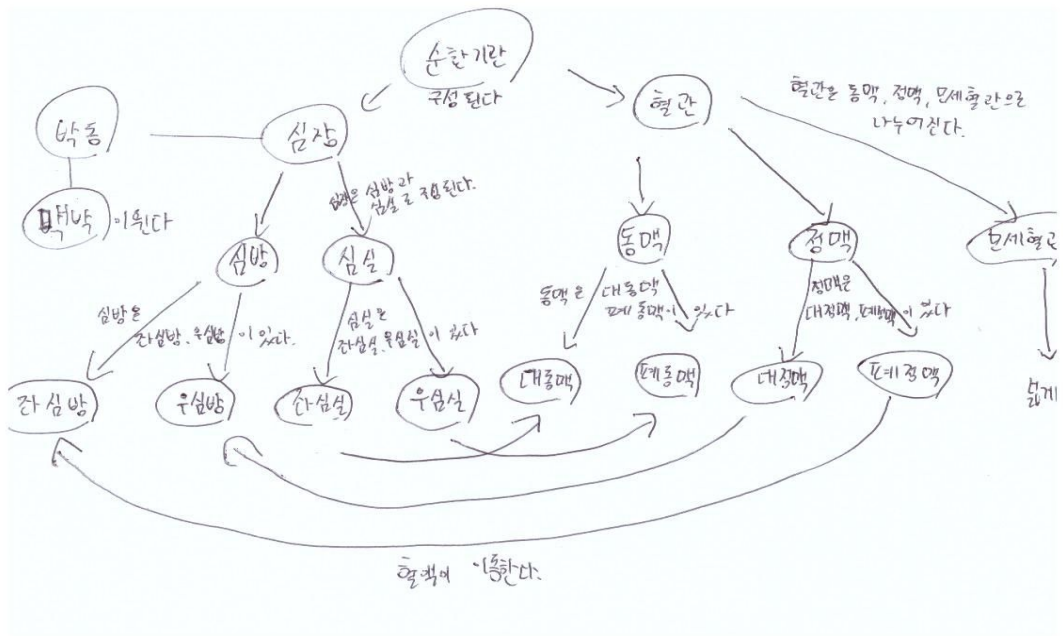 순환기관
구성된다
혈관은 동맥, 정맥, 모세혈관으로
나누어진다.
박동
심장
혈관
맥박 이 된다
심장은 심방과
심실로 구성된다.
심방
심실
동맥
정맥
모세혈관
심방은
좌심방, 우심방 이 있다.
심실은
좌심실, 우심실 이 있다
동맥은 대동맥
폐동맥이 있다
정맥은
대정맥, 폐정맥이 있다
좌심방
우심방
좌심실
우심실
대동맥
폐동맥
대정맥
폐정맥
넓게
혈액이 이동한다.